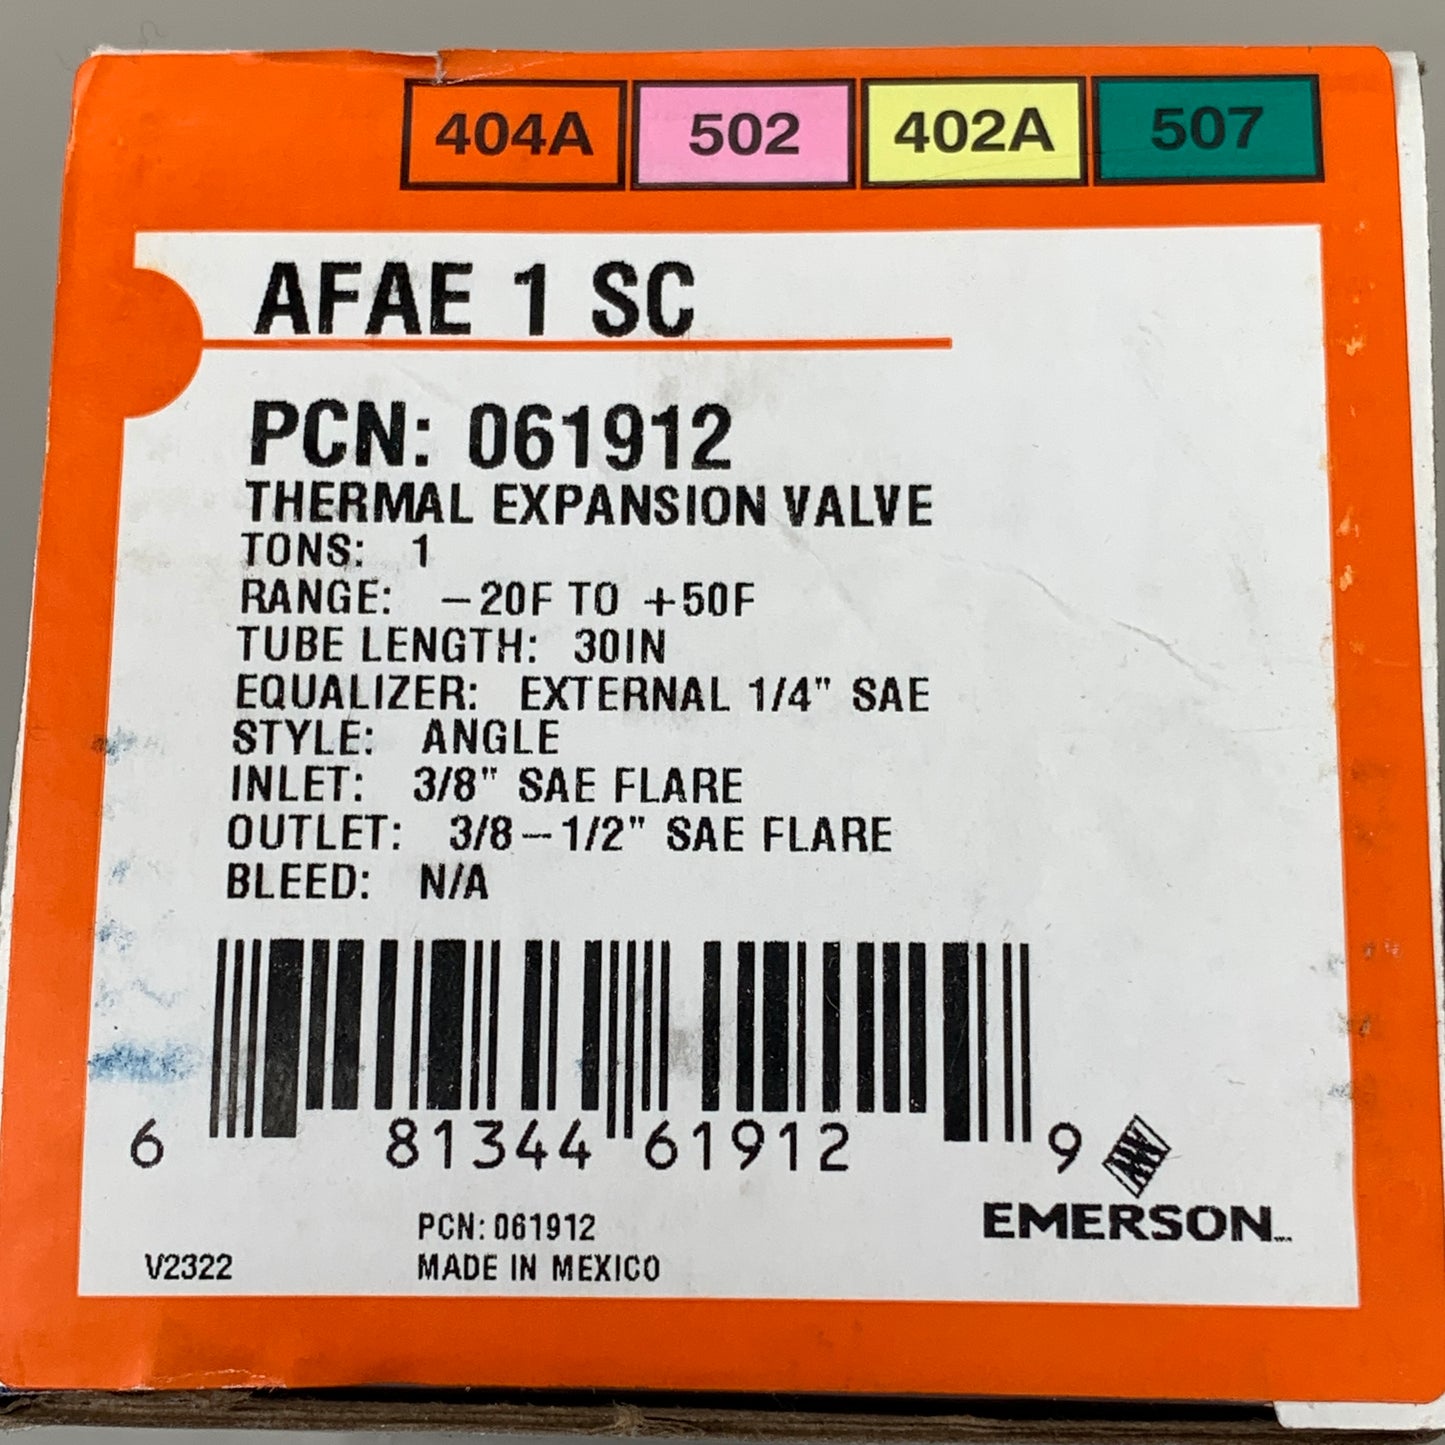 404A 502 402A 507
AFAE 1 SC
PCN: 061912
THERMAL EXPANSION VALVE
TONS: 1
RANGE: -20F TO +50F
TUBE LENGTH: 30IN
EQUALIZER: EXTERNAL 1/4" SAE
STYLE: ANGLE
INLET: 3/8" SAE FLARE
OUTLET: 3/8-1/2" SAE FLARE
BLEED: N/A
6 81344 61912 9
EMERSON
PCN: 061912
V2322 MADE IN MEXICO